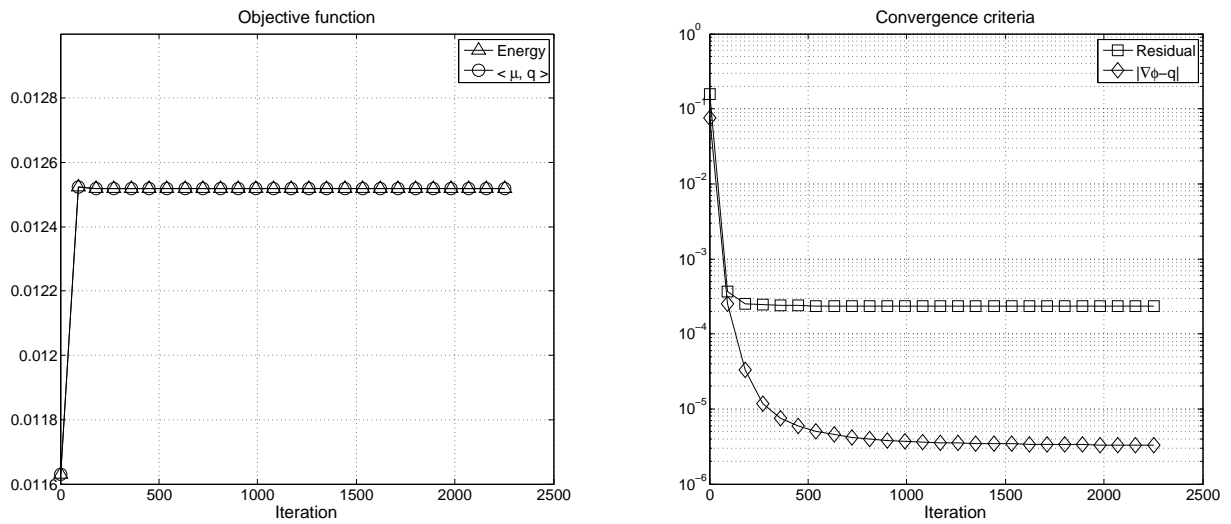 Objective function
Energy
< μ, q >
0.0128
0.0126
0.0124
0.0122
0.012
0.0118
0.0116
0 500 1000 1500 2000 2500
Iteration
Convergence criteria
Residual
|∇ϕ−q|
10^0
10^−1
10^−2
10^−3
10^−4
10^−5
10^−6
0 500 1000 1500 2000 2500
Iteration